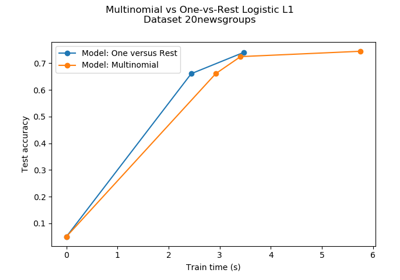 Multinomial vs One-vs-Rest Logistic L1
Dataset 20newsgroups
Model: One versus Rest
Model: Multinomial
Test accuracy
0.7
0.6
0.5
0.4
0.3
0.2
0.1
0
1
2
3
4
5
6
Train time (s)